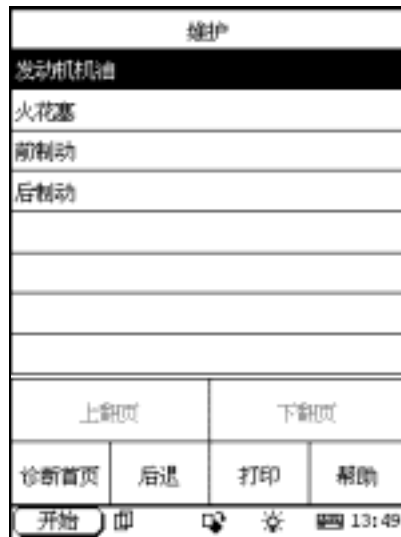 维护
发动机机油
火花塞
前制动
后制动
上翻页 下翻页
诊断首页 后退 打印 帮助
开始 13:49